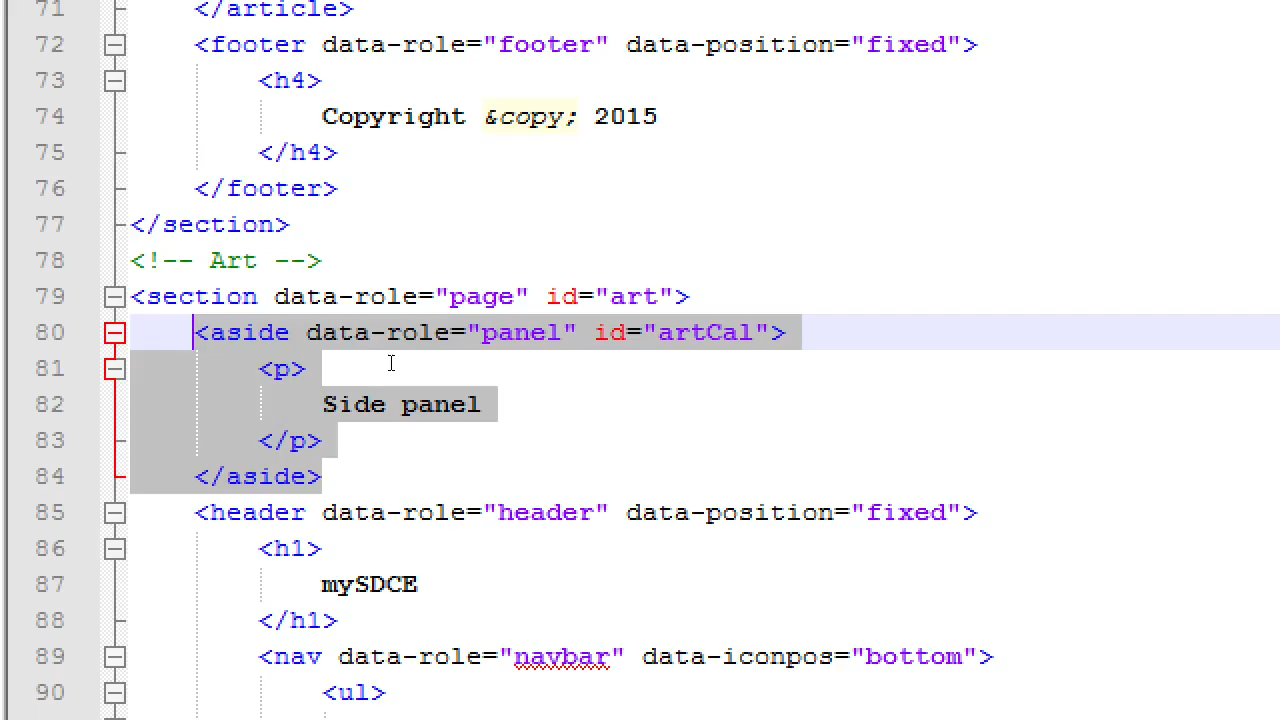 71 </article>
72 <footer data-role="footer" data-position="fixed">
73 <h4>
74 Copyright &copy; 2015
75 </h4>
76 </footer>
77 </section>
78 <!-- Art -->
79 <section data-role="page" id="art">
80 <aside data-role="panel" id="artCal">
81 <p>
82 Side panel
83 </p>
84 </aside>
85 <header data-role="header" data-position="fixed">
86 <h1>
87 mySDCE
88 </h1>
89 <nav data-role="navbar" data-iconpos="bottom">
90 <ul>